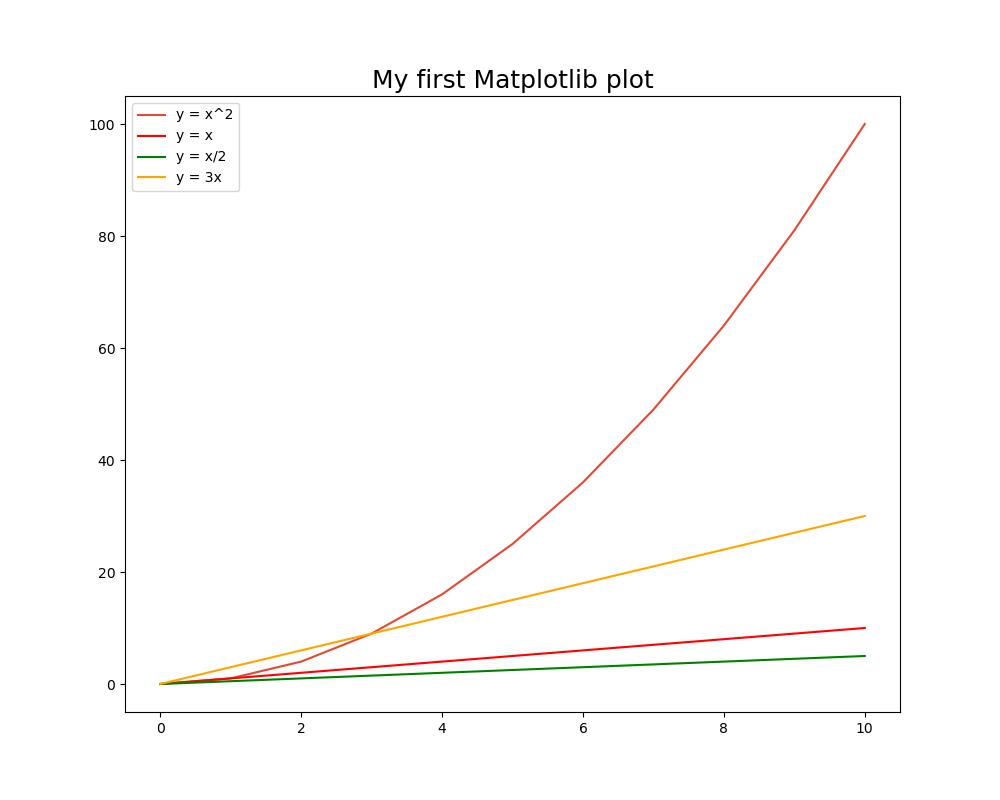 My first Matplotlib plot
y = x^2
y = x
y = x/2
y = 3x
100
80
60
40
20
0
0 2 4 6 8 10